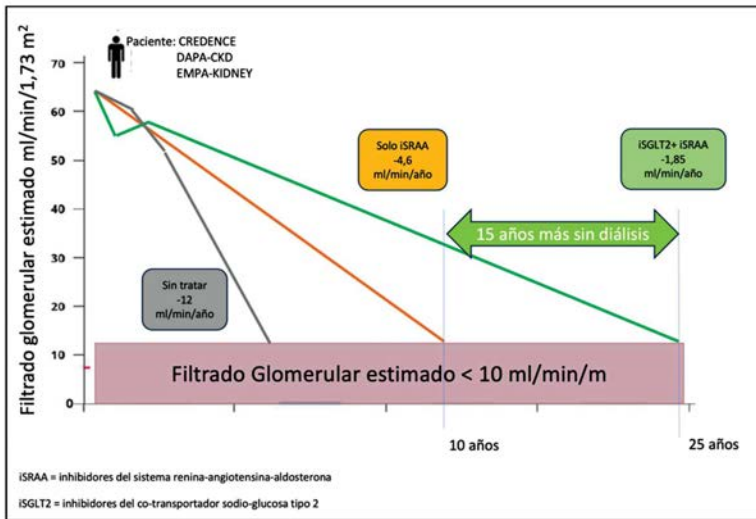 Paciente: CREDENCE
DAPA-CKD
EMPA-KIDNEY
Filtrado glomerular estimado ml/min/1,73 m²
70
60
50
40
30
20
10
0
Solo iSRAA
-4,6
ml/min/año
iSGLT2+ iSRAA
-1,85
ml/min/año
15 años más sin diálisis
Sin tratar
-12
ml/min/año
Filtrado Glomerular estimado < 10 ml/min/m
10 años
25 años
iSRAA = inhibidores del sistema renina-angiotensina-aldosterona
iSGLT2 = inhibidores del co-transportador sodio-glucosa tipo 2